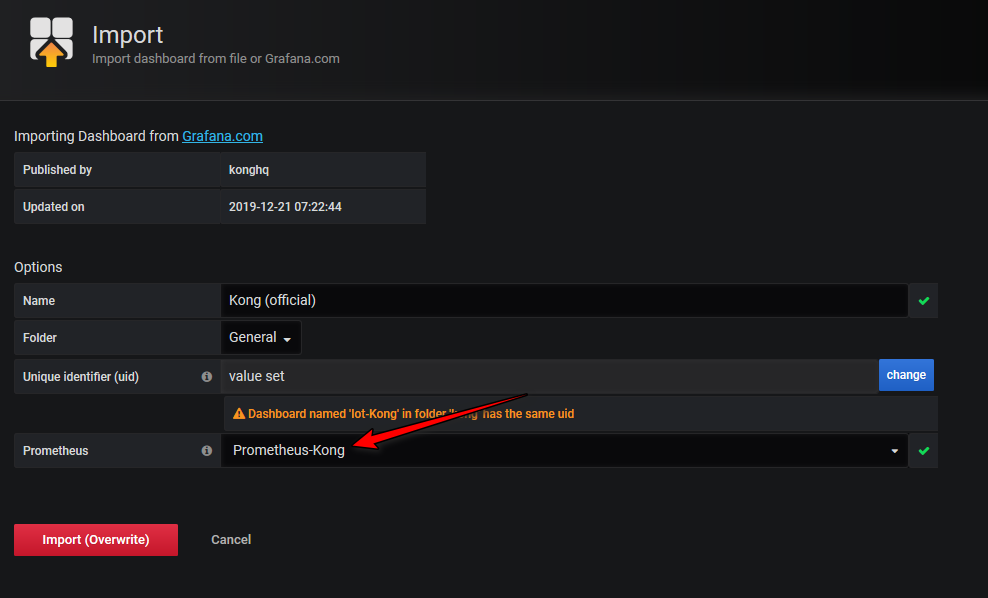 Import
Import dashboard from file or Grafana.com
Importing Dashboard from Grafana.com
Published by konghq
Updated on 2019-12-21 07:22:44
Options
Name Kong (official)
Folder General
Unique identifier (uid) value set change
Dashboard named 'Iot-Kong' in folder has the same uid
Prometheus Prometheus-Kong
Import (Overwrite) Cancel